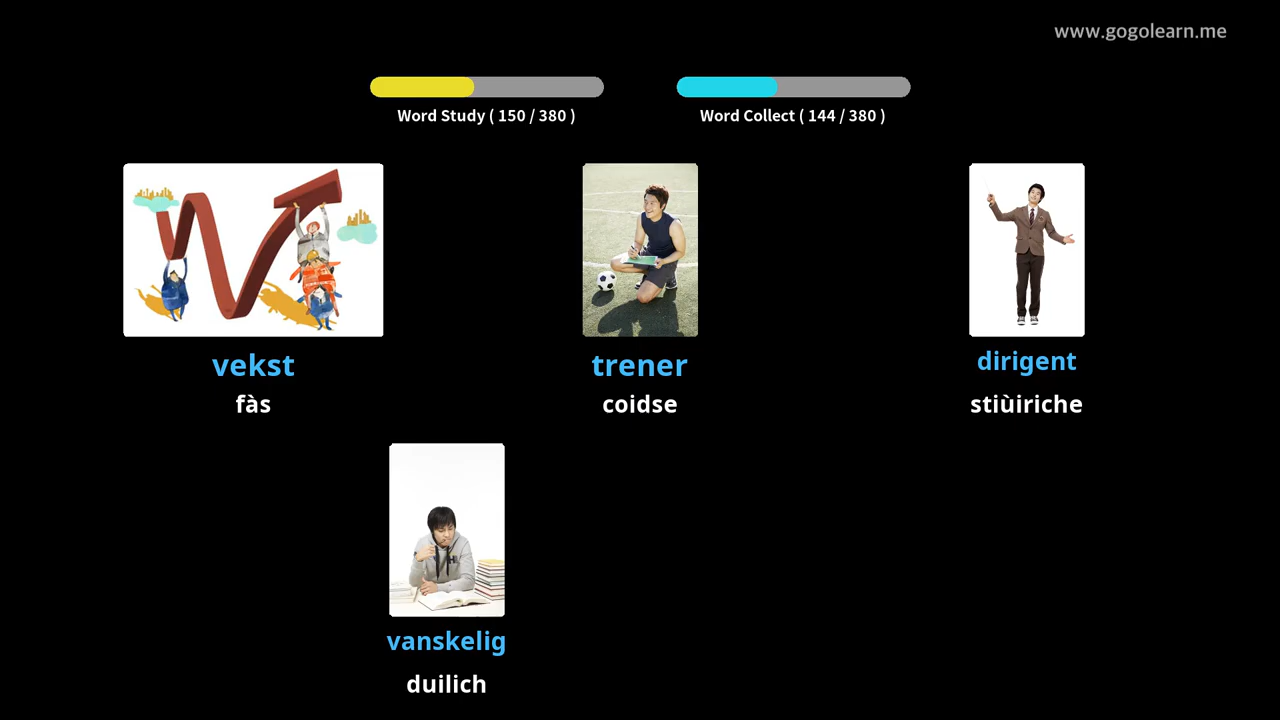 www.gogolearn.me
Word Study ( 150 / 380 )
Word Collect ( 144 / 380 )
vekst
fàs
trener
coidse
dirigent
stiùiriche
vanskelig
duilich